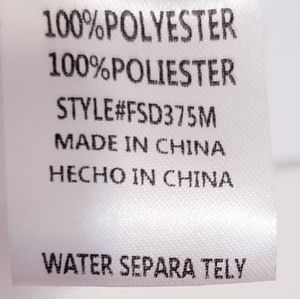 100%POLYESTER
100%POLIESTER
STYLE#FSD375M
MADE IN CHINA
HECHO IN CHINA
WATER SEPARA TELY